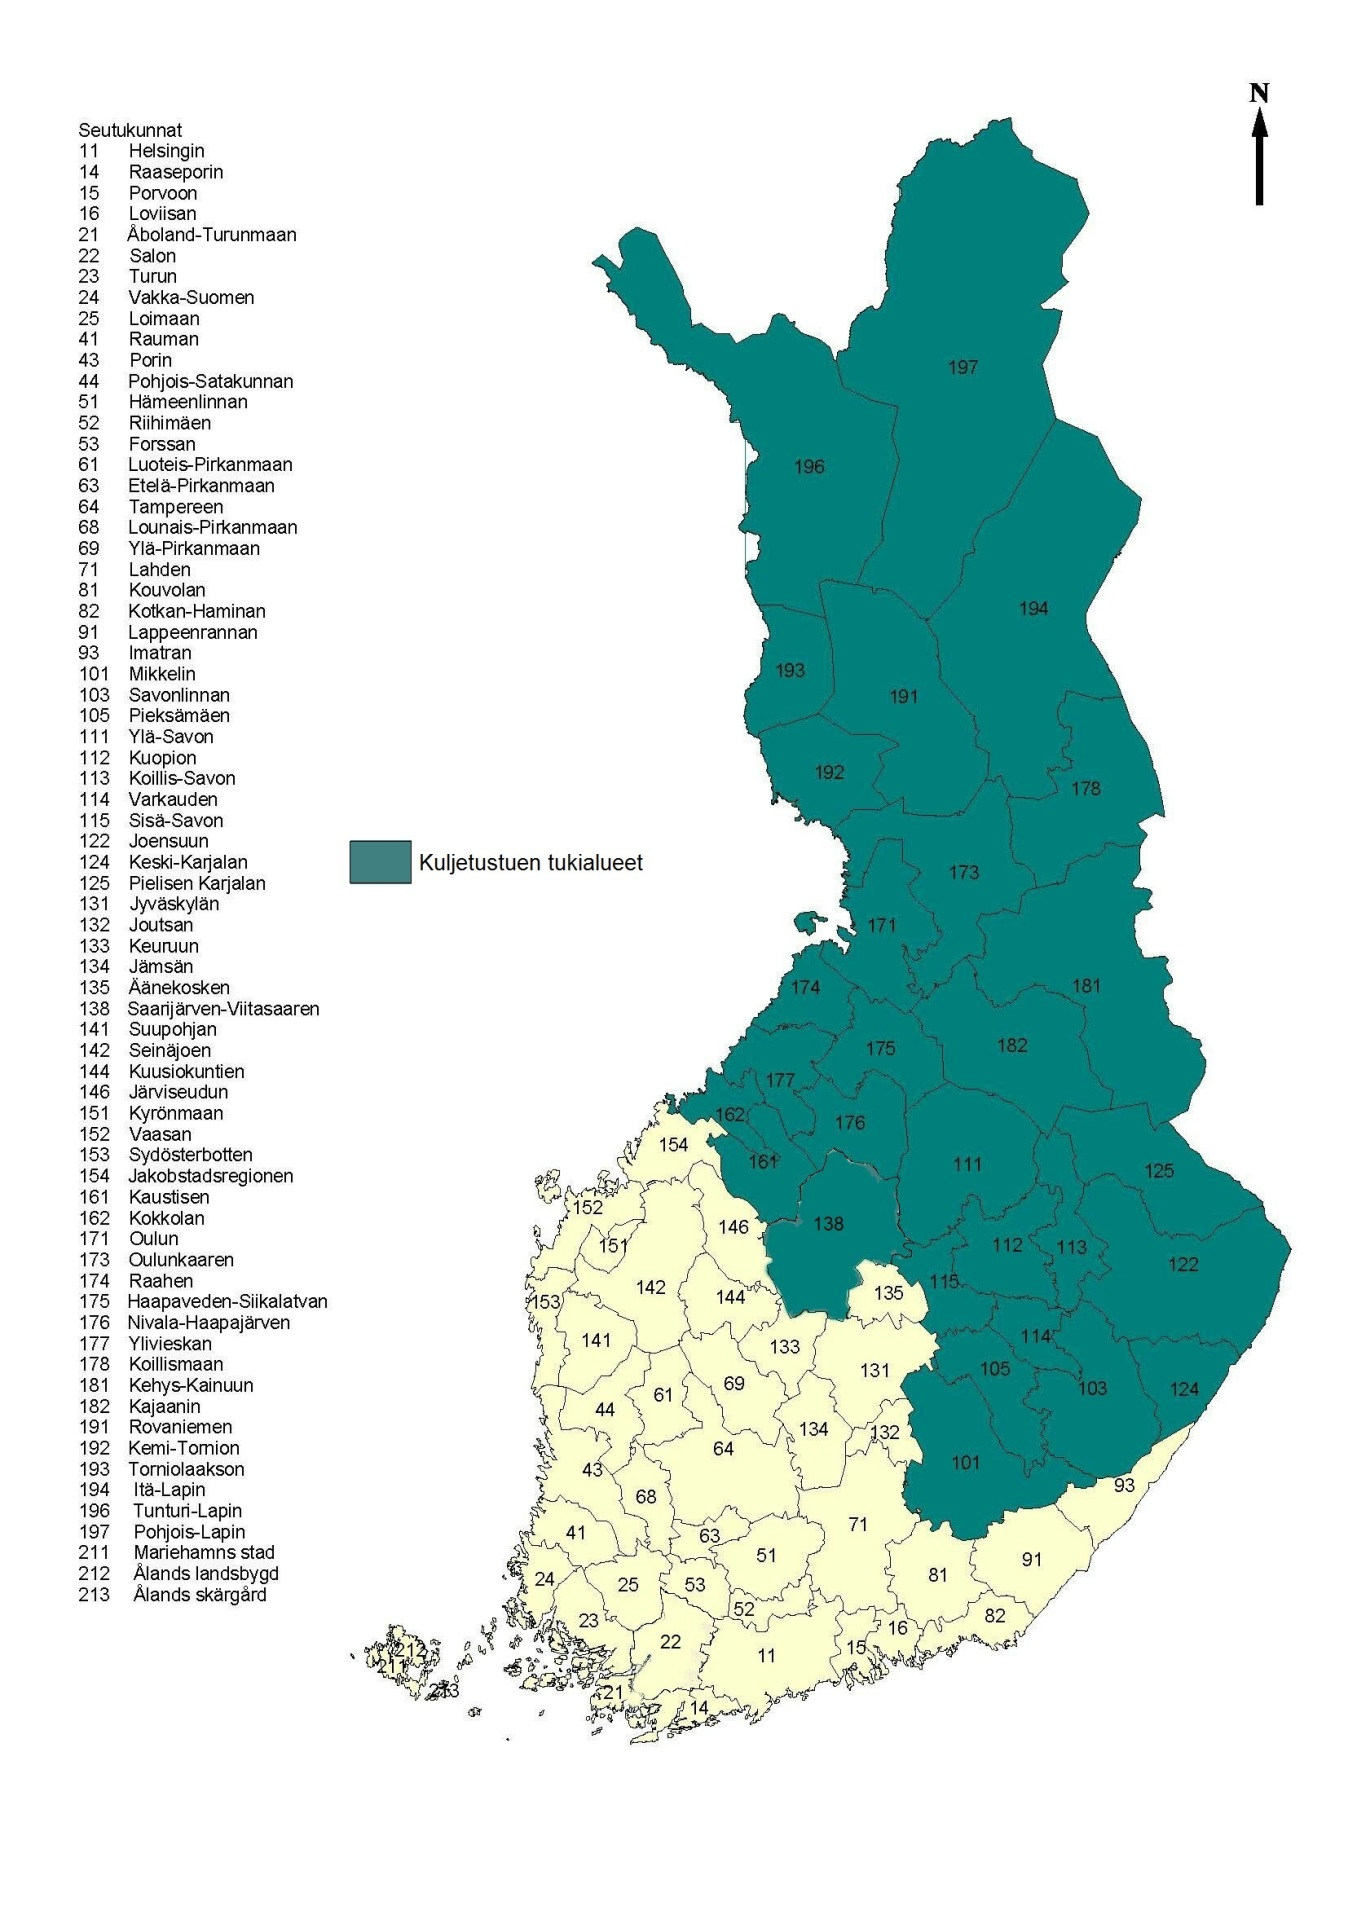 N
Seutukunnat
11 Helsingin
14 Raaseporin
15 Porvoon
16 Loviisan
21 Åboland-Turunmaan
22 Salon
23 Turun
24 Vakka-Suomen
25 Loimaan
41 Rauman
43 Porin
44 Pohjois-Satakunnan
51 Hämeenlinnan
52 Riihimäen
53 Forssan
61 Luoteis-Pirkanmaan
63 Etelä-Pirkanmaan
64 Tampereen
68 Lounais-Pirkanmaan
69 Ylä-Pirkanmaan
71 Lahden
81 Kouvolan
82 Kotkan-Haminan
91 Lappeenrannan
93 Imatran
101 Mikkelin
103 Savonlinnan
105 Pieksämäen
111 Ylä-Savon
112 Kuopion
113 Koillis-Savon
114 Varkauden
115 Sisä-Savon
122 Joensuun
124 Keski-Karjalan
125 Pielisen Karjalan
131 Jyväskylän
132 Joutsan
133 Keuruun
134 Jämsän
135 Äänekosken
138 Saarijärven-Viitasaaren
141 Suupohjan
142 Seinäjoen
144 Kuusiokuntien
146 Järviseudun
151 Kyrönmaan
152 Vaasan
153 Sydösterbotten
154 Jakobstadsregionen
161 Kaustisen
162 Kokkolan
171 Oulun
173 Oulunkaaren
174 Raahen
175 Haapaveden-Siikalatvan
176 Nivala-Haapajärven
177 Ylivieskan
178 Koillismaan
181 Kehys-Kainuun
182 Kajaanin
191 Rovaniemen
192 Kemi-Tornion
193 Torniolaakson
194 Itä-Lapin
196 Tunturi-Lapin
197 Pohjois-Lapin
211 Mariehamns stad
212 Ålands landsbygd
213 Ålands skärgård
Kuljetustuen tukialueet
197
196
194
193
191
192
178
173
171
181
174
175
182
177
162
176
154
161
111
125
152
146
138
151
112
113
122
142
115
135
144
153
114
141
133
131
105
69
103
124
61
44
134
132
64
101
43
93
68
71
41
63
51
91
24
25
53
81
52
82
23
16
22
15
11
212
211
213
21
14